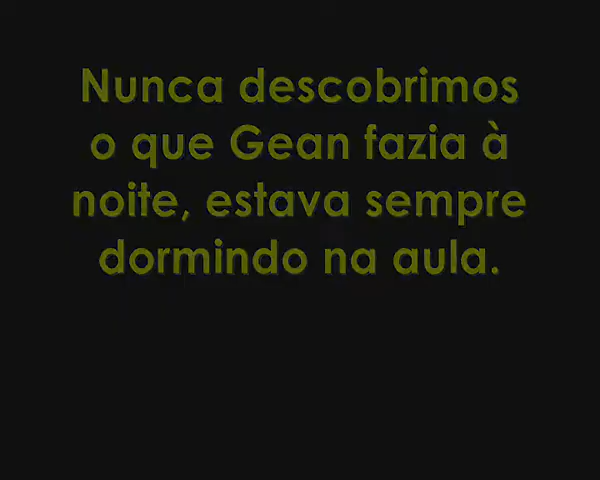 Nunca descobrimos
o que Gean fazia à
noite, estava sempre
dormindo na aula.